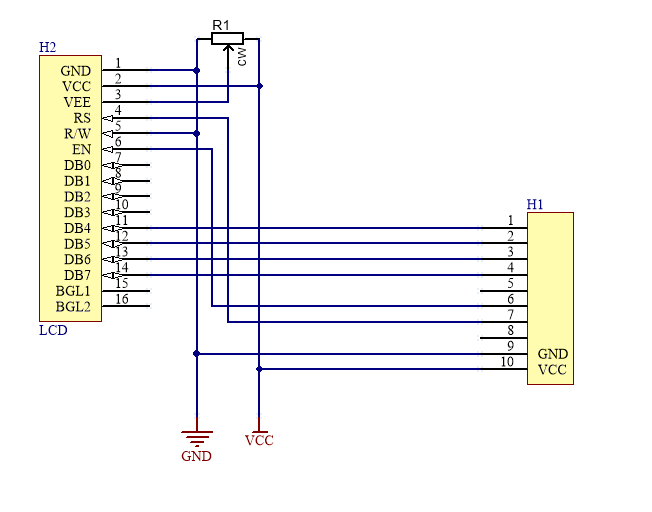 R1
CW
H2
GND 1
VCC 2
VEE 3
RS 4
R/W 5
EN 6
DB0 7
DB1 8
DB2 9
DB3 10
DB4 11
DB5 12
DB6 13
DB7 14
BGL1 15
BGL2 16
LCD
H1
1
2
3
4
5
6
7
8
9 GND
10 VCC
GND
VCC